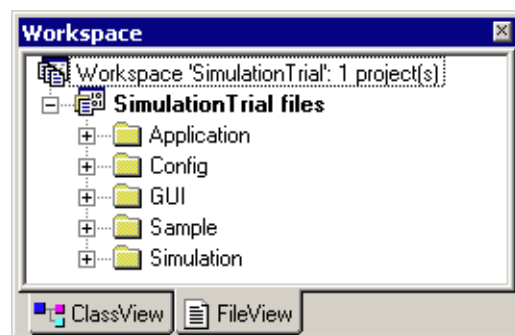 Workspace
Workspace 'SimulationTrial': 1 project(s)
SimulationTrial files
Application
Config
GUI
Sample
Simulation
ClassView FileView